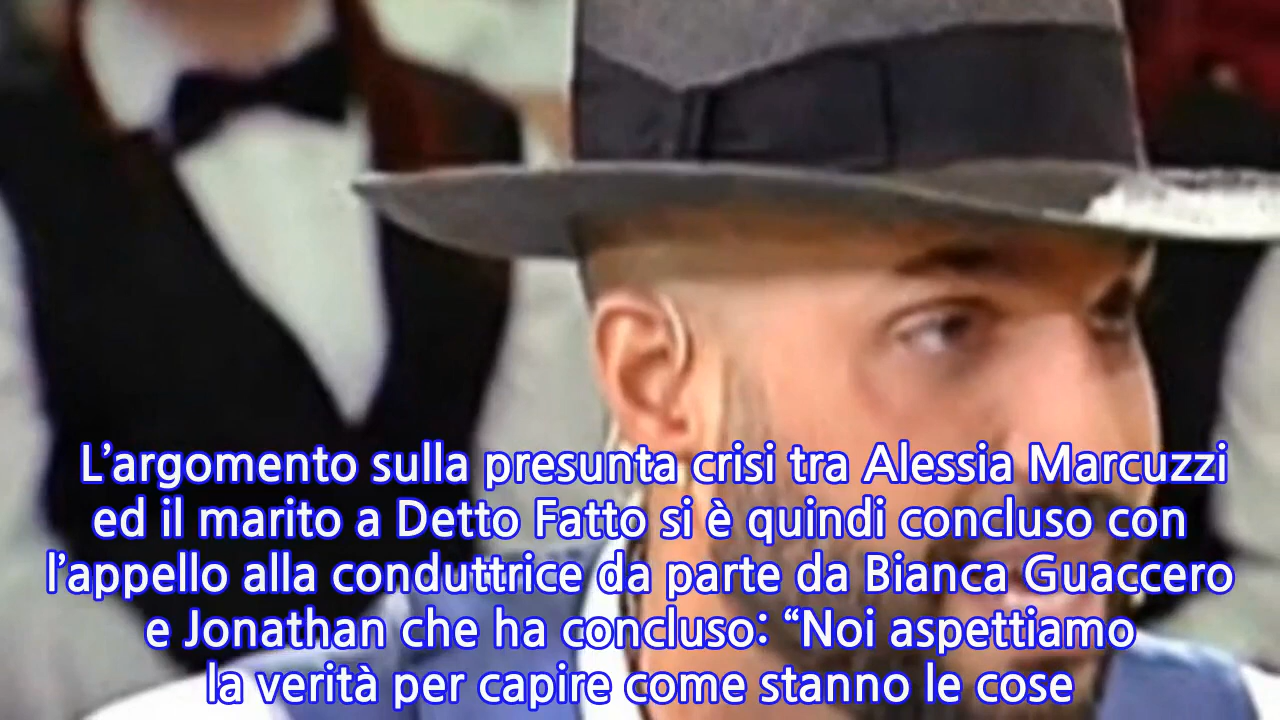 L’argomento sulla presunta crisi tra Alessia Marcuzzi
ed il marito a Detto Fatto si è quindi concluso con
l’appello alla conduttrice da parte da Bianca Guaccero
e Jonathan che ha concluso: “Noi aspettiamo
la verità per capire come stanno le cose